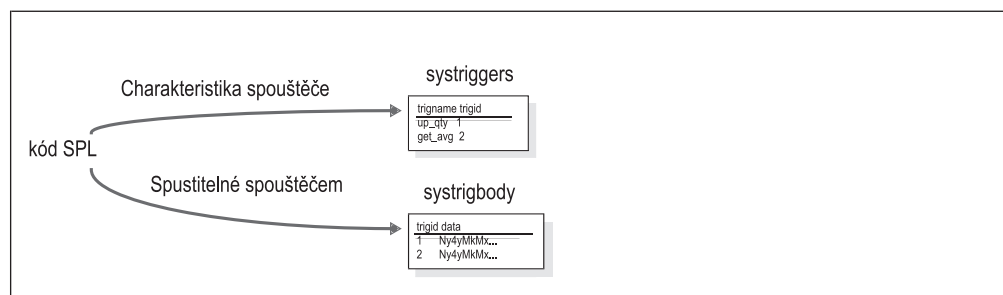 systriggers
Charakteristika spouštěče
trigname trigid
up_qty 1
get_avg 2
kód SPL
Spustitelné spouštěčem
systrigbody
trigid data
1 Ny4yMkMx...
2 Ny4yMkMx...